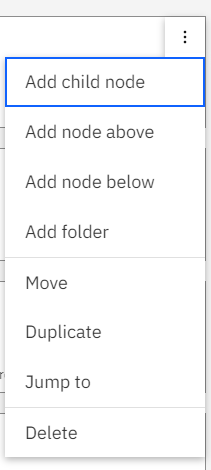 Add child node
Add node above
Add node below
Add folder
Move
Duplicate
Jump to
Delete